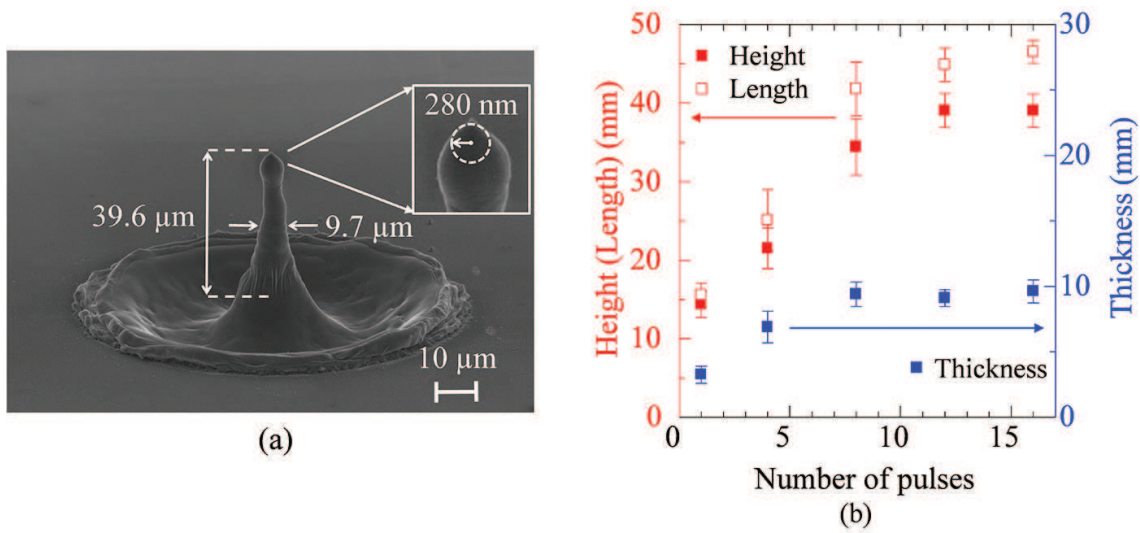 280 nm
39.6 µm
9.7 µm
10 µm
(a)
50
40
30
20
10
0
Height (Length) (mm)
Height
Length
Thickness
30
20
10
0
Thickness (mm)
0
5
10
15
Number of pulses
(b)